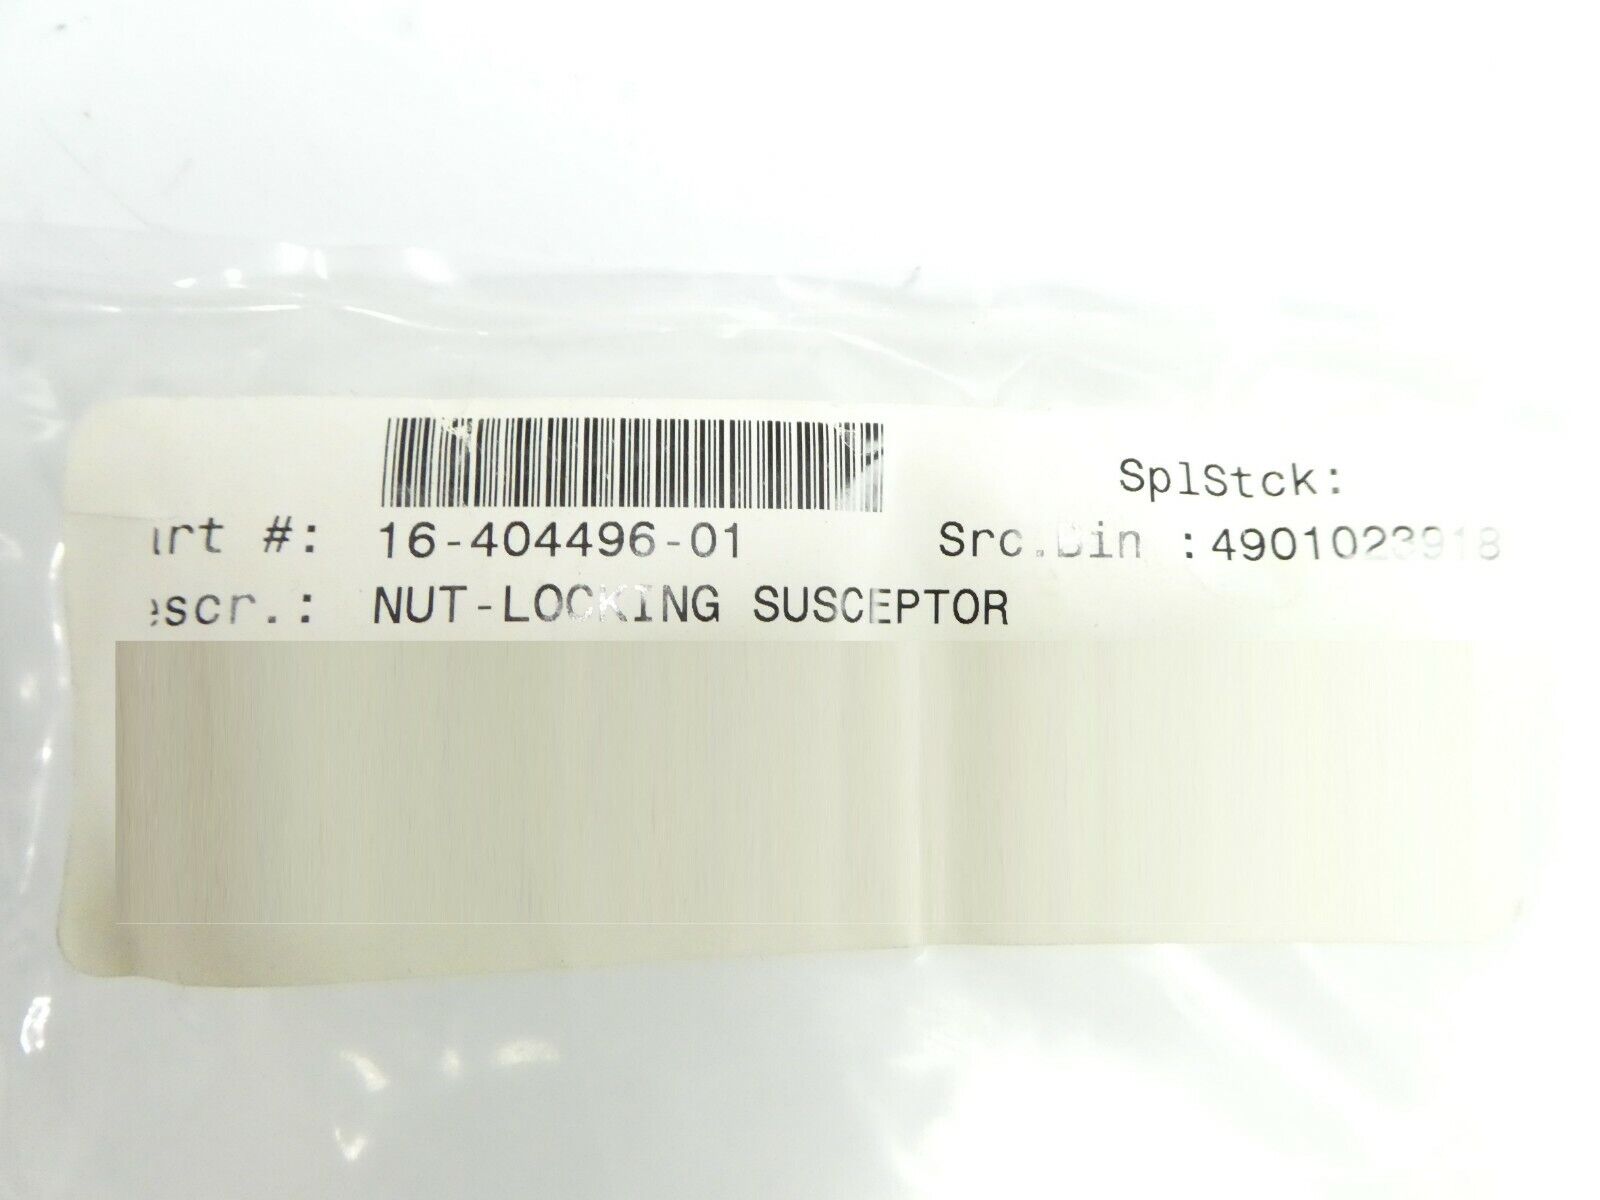 SplStck:
art #: 16-404496-01 Src.Bin :4901023918
escr.: NUT-LOCKING SUSCEPTOR